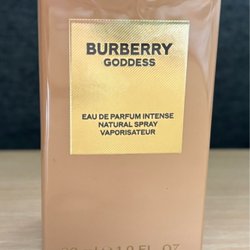 BURBERRY
GODDESS
EAU DE PARFUM INTENSE
NATURAL SPRAY
VAPORISATEUR